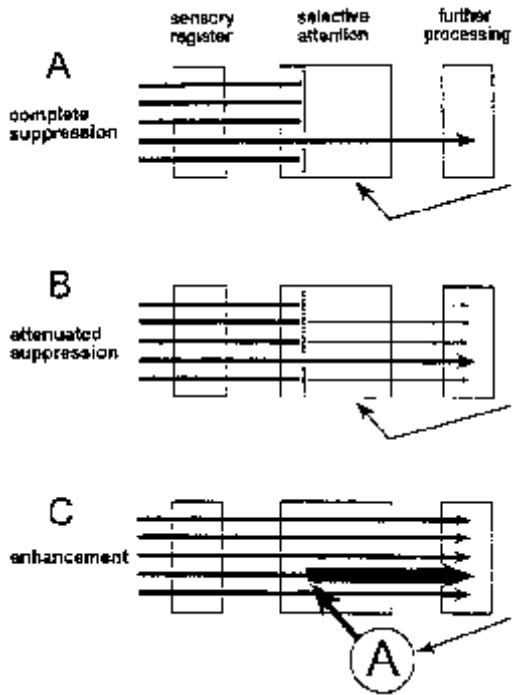 sensory register
selective attention
further processing
A
complete
suppression
B
attenuated
suppression
C
enhancement
A